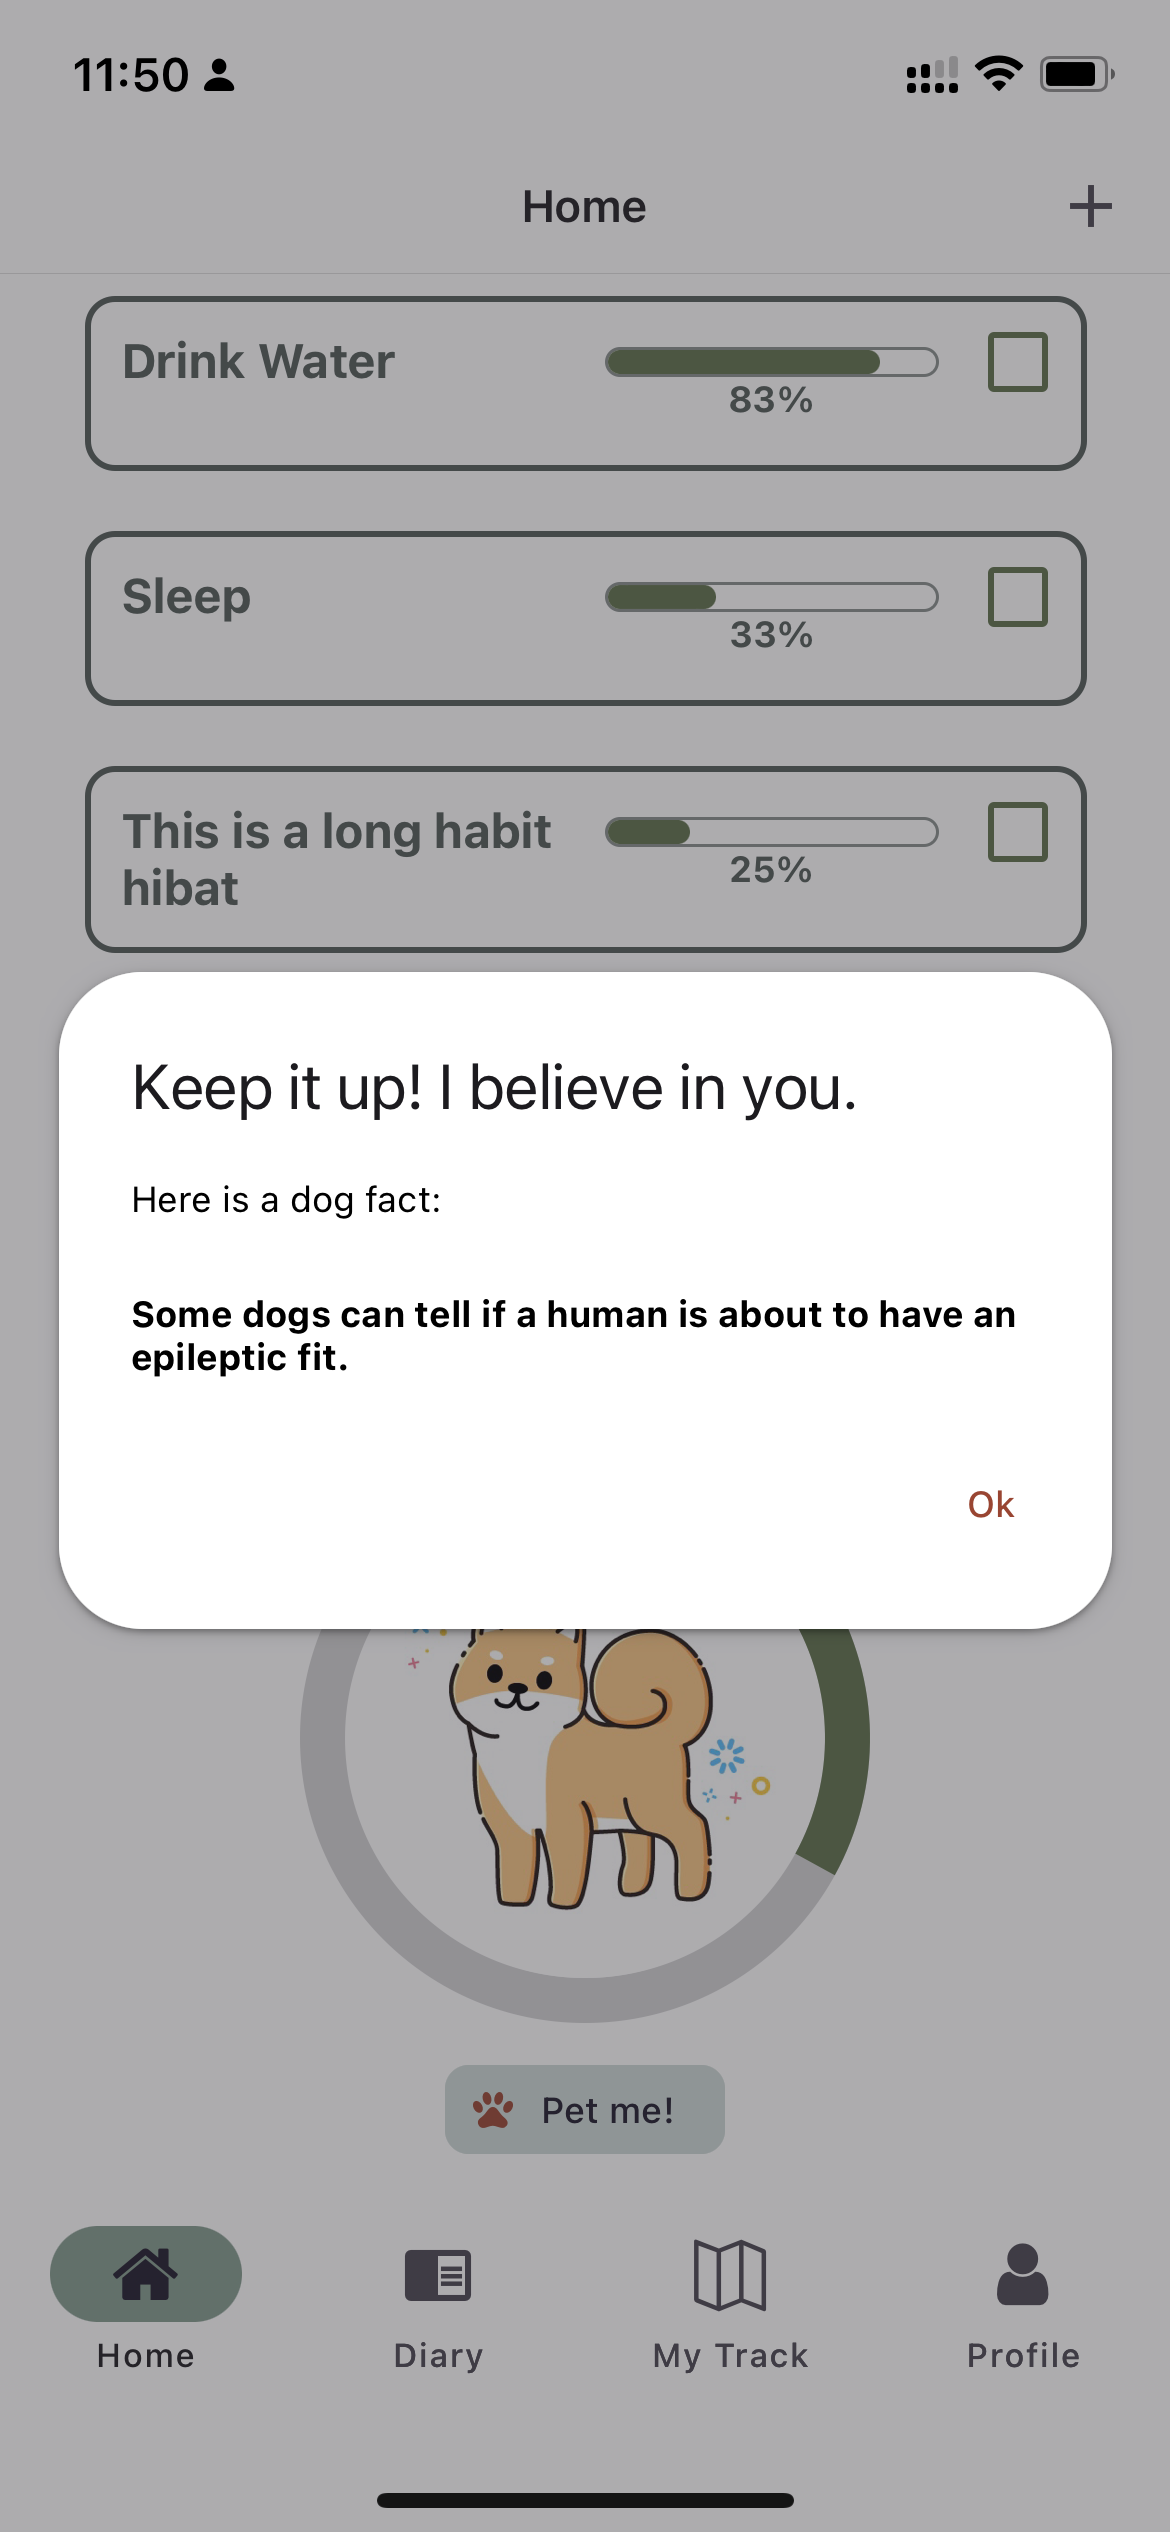 11:50
Home
Drink Water
83%
Sleep
33%
This is a long habit
hibat
25%
Keep it up! I believe in you.
Here is a dog fact:
Some dogs can tell if a human is about to have an
epileptic fit.
Ok
Pet me!
Home
Diary
My Track
Profile